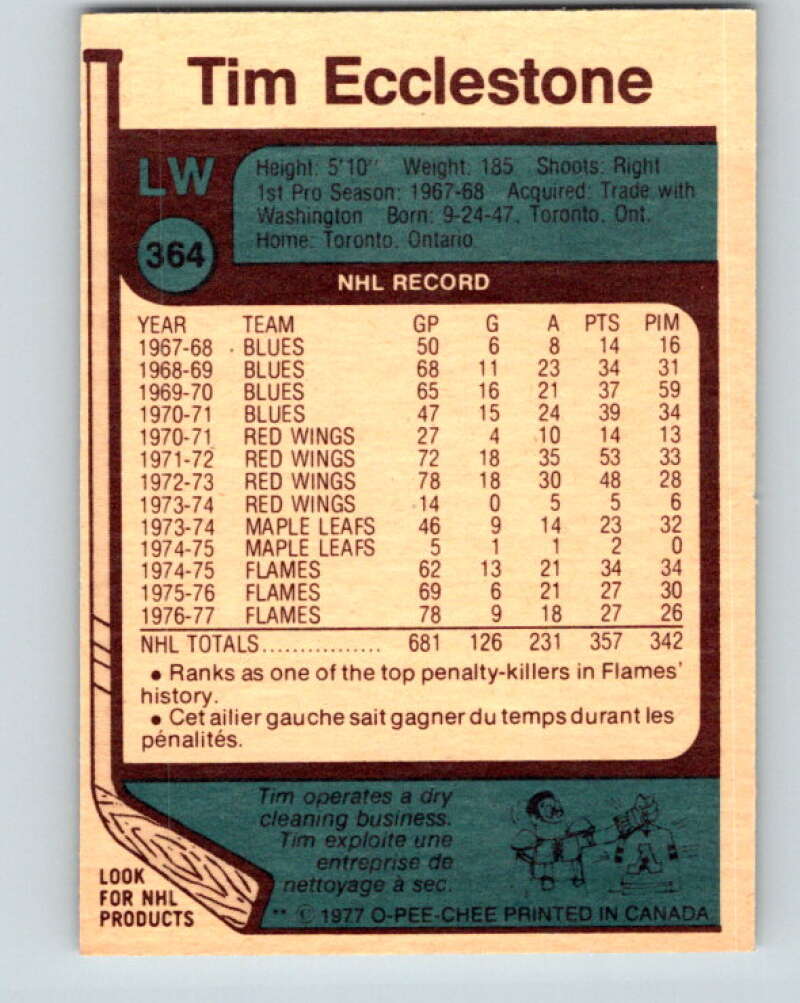 Tim Ecclestone
LW
364
Height: 5'10" Weight: 185 Shoots: Right
1st Pro Season: 1967-68 Acquired: Trade with
Washington Born: 9-24-47, Toronto, Ont.
Home: Toronto, Ontario
NHL RECORD
YEAR TEAM GP G A PTS PIM
1967-68 BLUES 50 6 8 14 16
1968-69 BLUES 68 11 23 34 31
1969-70 BLUES 65 16 21 37 59
1970-71 BLUES 47 15 24 39 34
1970-71 RED WINGS 27 4 10 14 13
1971-72 RED WINGS 72 18 35 53 33
1972-73 RED WINGS 78 18 30 48 28
1973-74 RED WINGS 14 0 5 5 6
1973-74 MAPLE LEAFS 46 9 14 23 32
1974-75 MAPLE LEAFS 5 1 1 2 0
1974-75 FLAMES 62 13 21 34 34
1975-76 FLAMES 69 6 21 27 30
1976-77 FLAMES 78 9 18 27 26
NHL TOTALS................ 681 126 231 357 342
• Ranks as one of the top penalty-killers in Flames'
history.
• Cet ailier gauche sait gagner du temps durant les
pénalités.
Tim operates a dry
cleaning business.
Tim exploite une
entreprise de
nettoyage à sec.
LOOK
FOR NHL
PRODUCTS
** © 1977 O-PEE-CHEE PRINTED IN CANADA